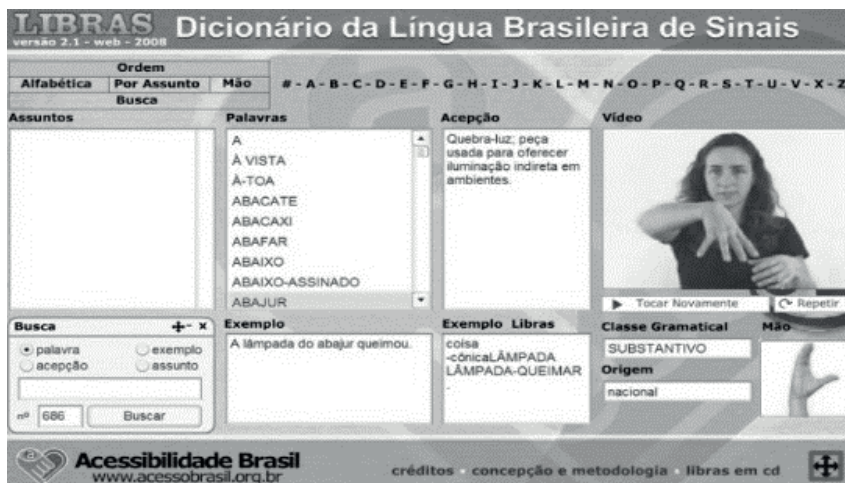 LIBRAS
versão 2.1 - web - 2008
Dicionário da Língua Brasileira de Sinais
Ordem
Alfabética Por Assunto Mão
Busca
# - A - B - C - D - E - F - G - H - I - J - K - L - M - N - O - P - Q - R - S - T - U - V - X - Z
Assuntos
Palavras
A
À VISTA
À-TOA
ABACATE
ABACAXI
ABAFAR
ABAIXO
ABAIXO-ASSINADO
ABAJUR
Acepção
Quebra-luz; peça
usada para oferecer
iluminação indireta em
ambientes.
Vídeo
Tocar Novamente
Repetir
Busca
palavra exemplo
acepção assunto
nº 686 Buscar
Exemplo
A lâmpada do abajur queimou.
Exemplo Libras
coisa
-cônicaLÂMPADA
LÂMPADA-QUEIMAR
.
Classe Gramatical
SUBSTANTIVO
Origem
nacional
Mão
Acessibilidade Brasil
www.acessobrasil.org.br
créditos - concepção e metodologia - libras em cd